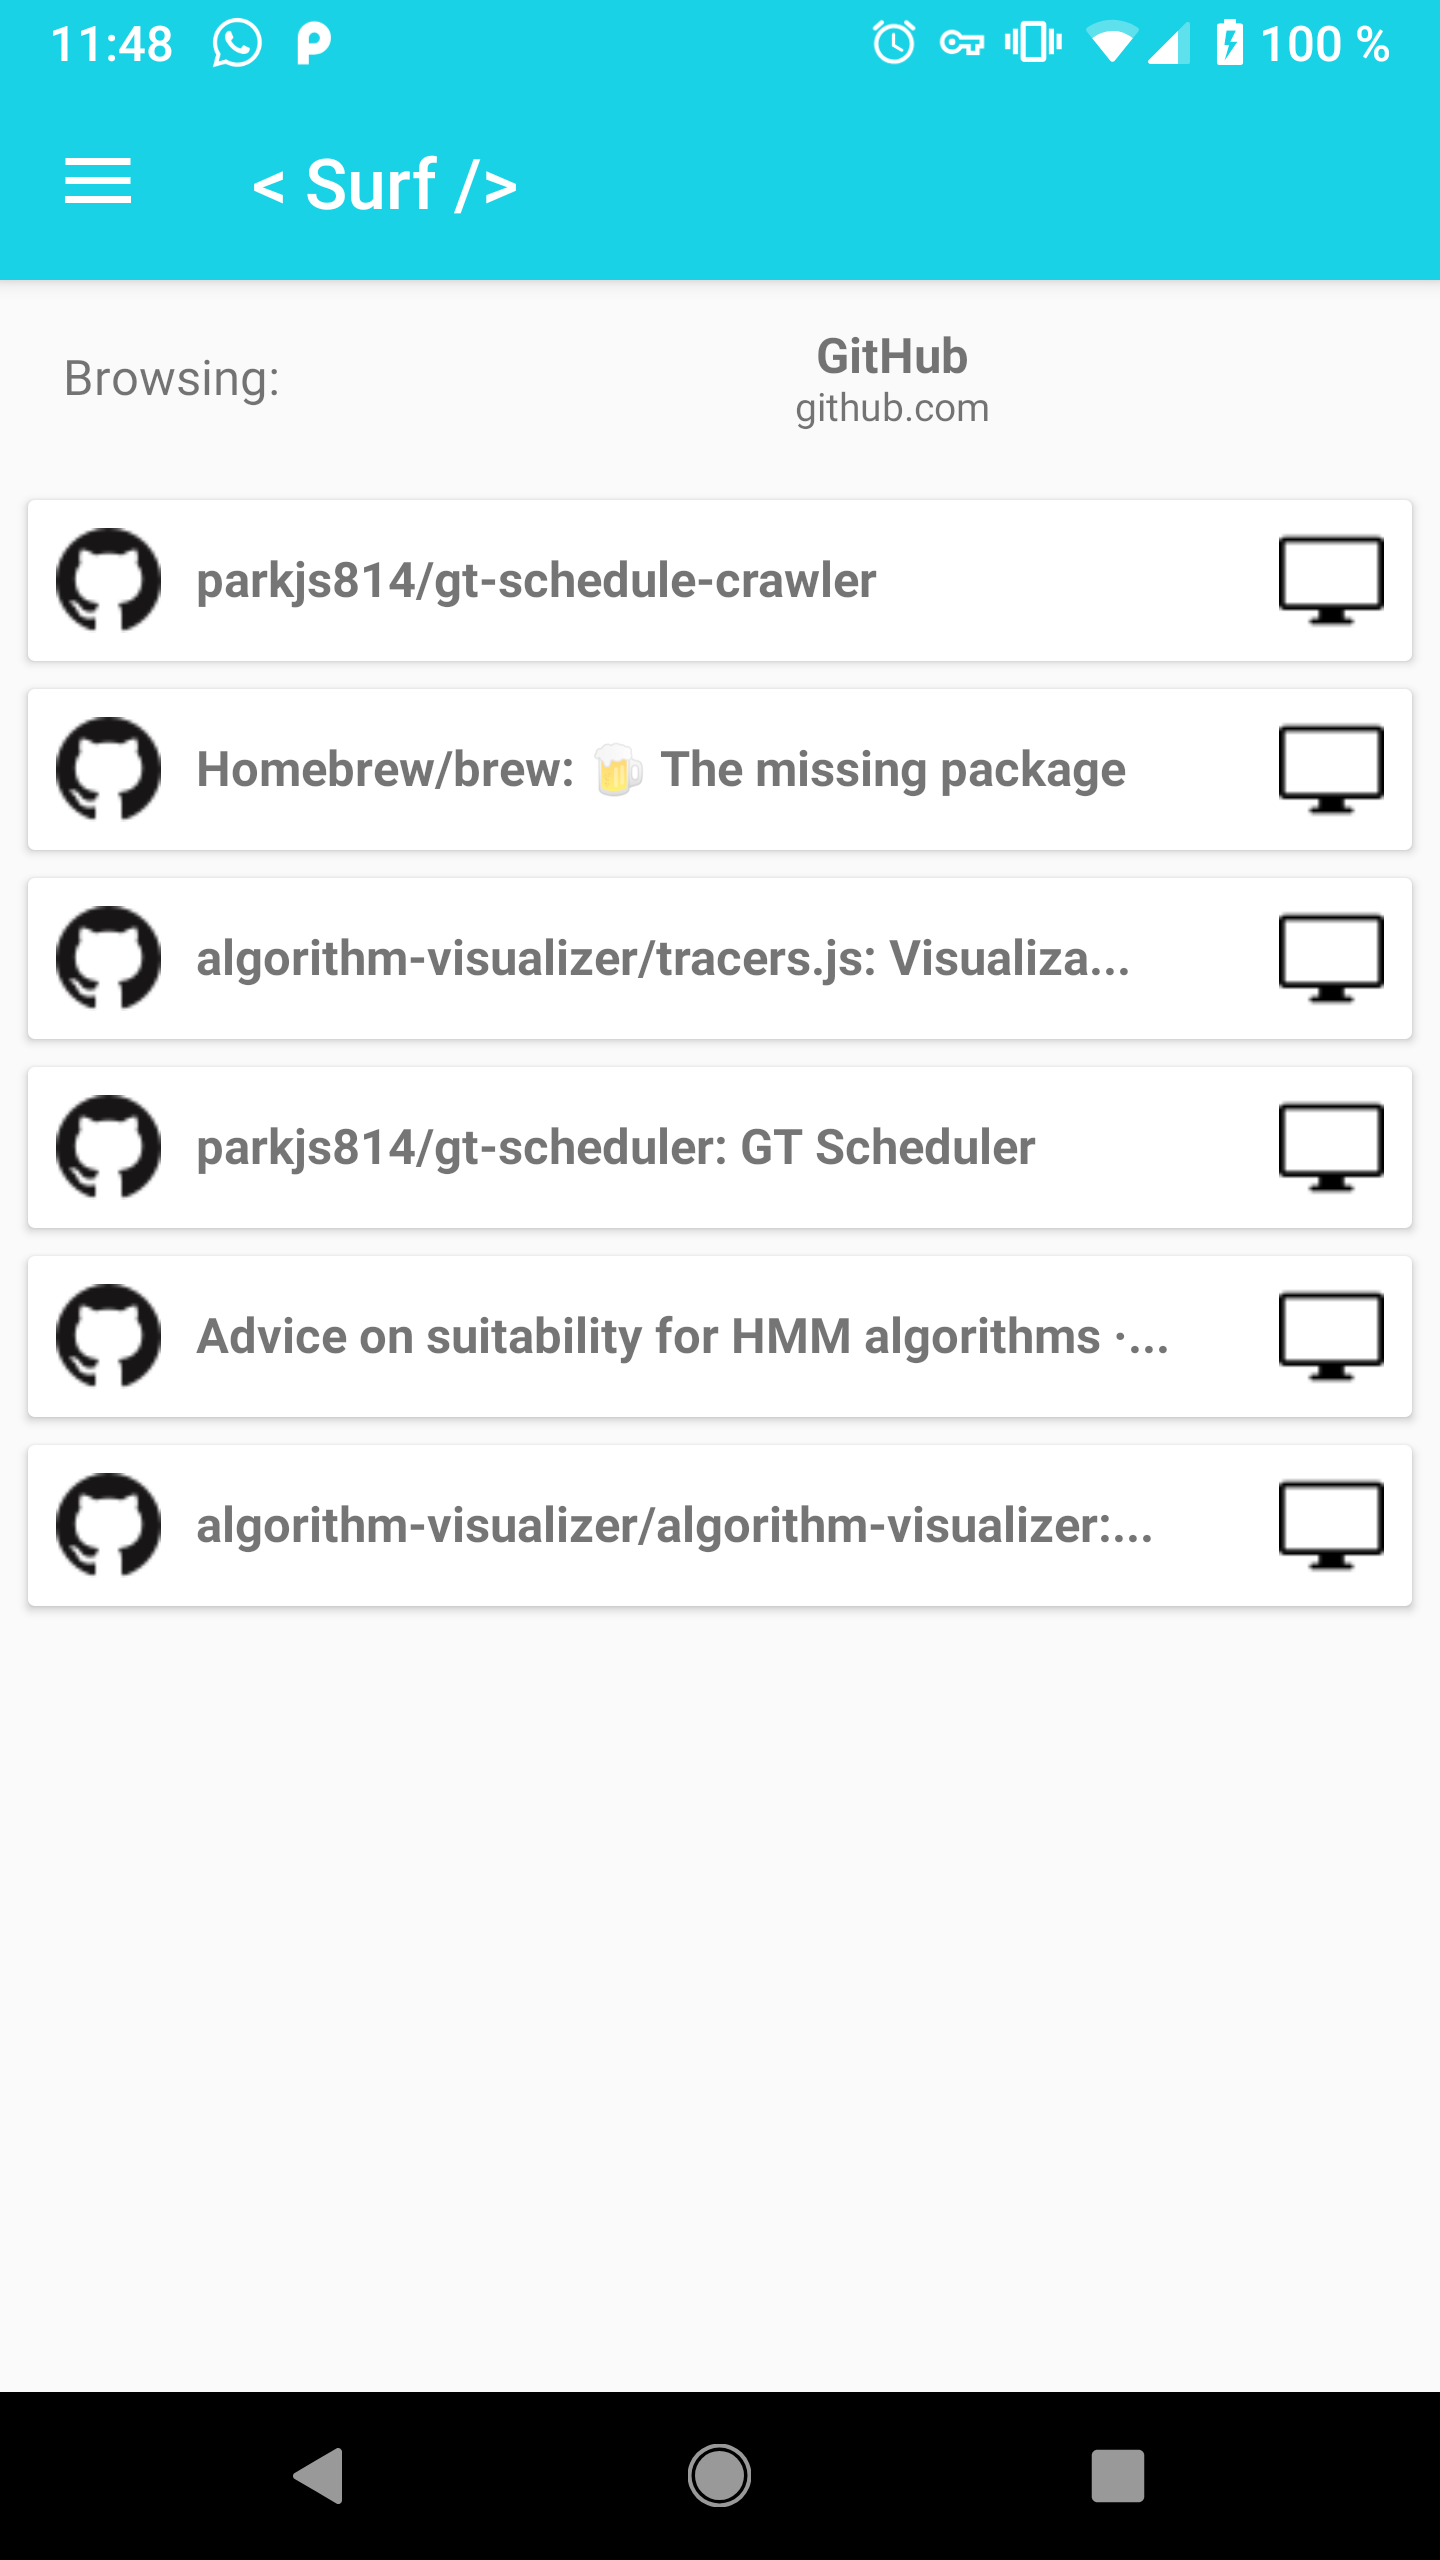 11:48 100 %
< Surf />
Browsing:
GitHub
github.com
parkjs814/gt-schedule-crawler
Homebrew/brew: 🍺 The missing package
algorithm-visualizer/tracers.js: Visualiza...
parkjs814/gt-scheduler: GT Scheduler
Advice on suitability for HMM algorithms ·...
algorithm-visualizer/algorithm-visualizer:...